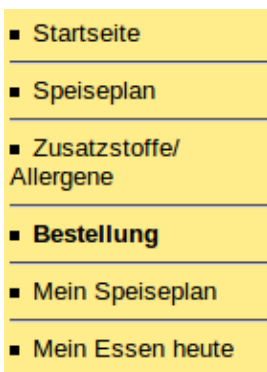 Startseite
Speiseplan
Zusatzstoffe/
Allergene
Bestellung
Mein Speiseplan
Mein Essen heute